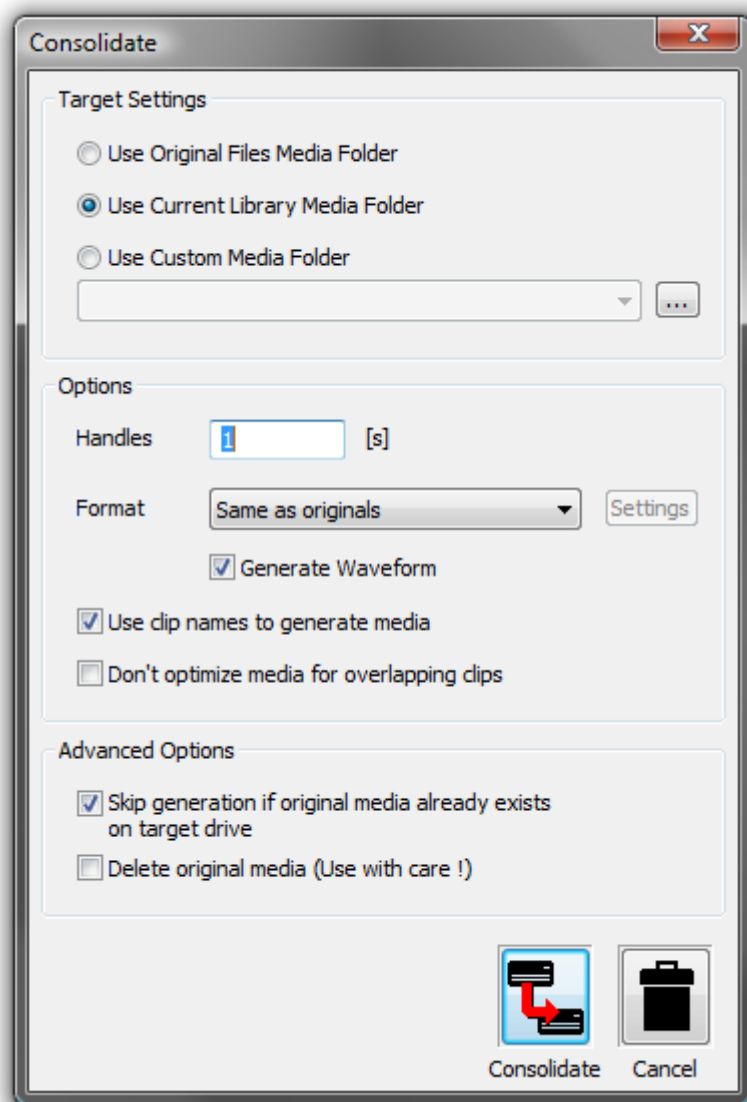 Consolidate
Target Settings
Use Original Files Media Folder
Use Current Library Media Folder
Use Custom Media Folder
...
Options
Handles 1 [s]
Format Same as originals Settings
Generate Waveform
Use clip names to generate media
Don't optimize media for overlapping clips
Advanced Options
Skip generation if original media already exists
on target drive
Delete original media (Use with care !)
Consolidate Cancel